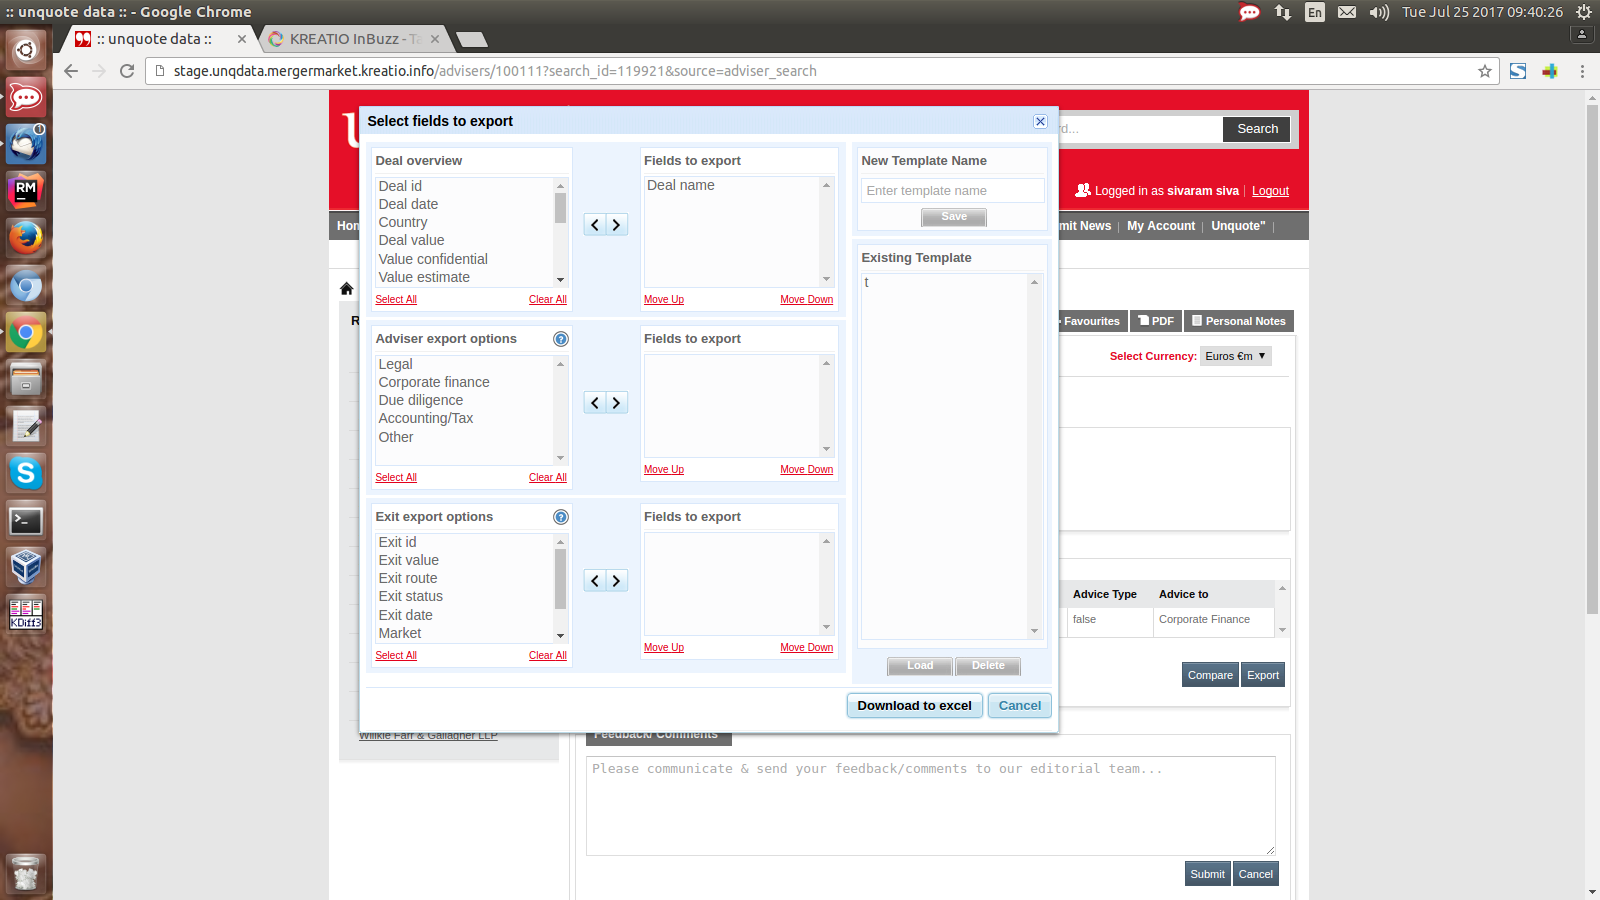 :: unquote data :: - Google Chrome
En
Tue Jul 25 2017 09:40:26
:: unquote data ::
KREATIO InBuzz - Ta
stage.unqdata.mergermarket.kreatio.info/advisers/100111?search_id=119921&source=adviser_search
Select fields to export
Search
Logged in as sivaram siva
Logout
My Account
Unquote"
Deal overview
Deal id
Deal date
Country
Deal value
Value confidential
Value estimate
Select All
Clear All
Fields to export
Deal name
Move Up
Move Down
New Template Name
Enter template name
Save
Existing Template
t
Load
Delete
Adviser export options
Legal
Corporate finance
Due diligence
Accounting/Tax
Other
Select All
Clear All
Fields to export
Move Up
Move Down
Exit export options
Exit id
Exit value
Exit route
Exit status
Exit date
Market
Select All
Clear All
Fields to export
Move Up
Move Down
Download to excel
Cancel
Favourites
PDF
Personal Notes
Select Currency:
Euros €m
Advice Type
Advice to
false
Corporate Finance
Compare
Export
Willkie Farr & Gallagher LLP
Feedback/ Comments
Please communicate & send your feedback/comments to our editorial team...
Submit
Cancel
RM
KDiff3